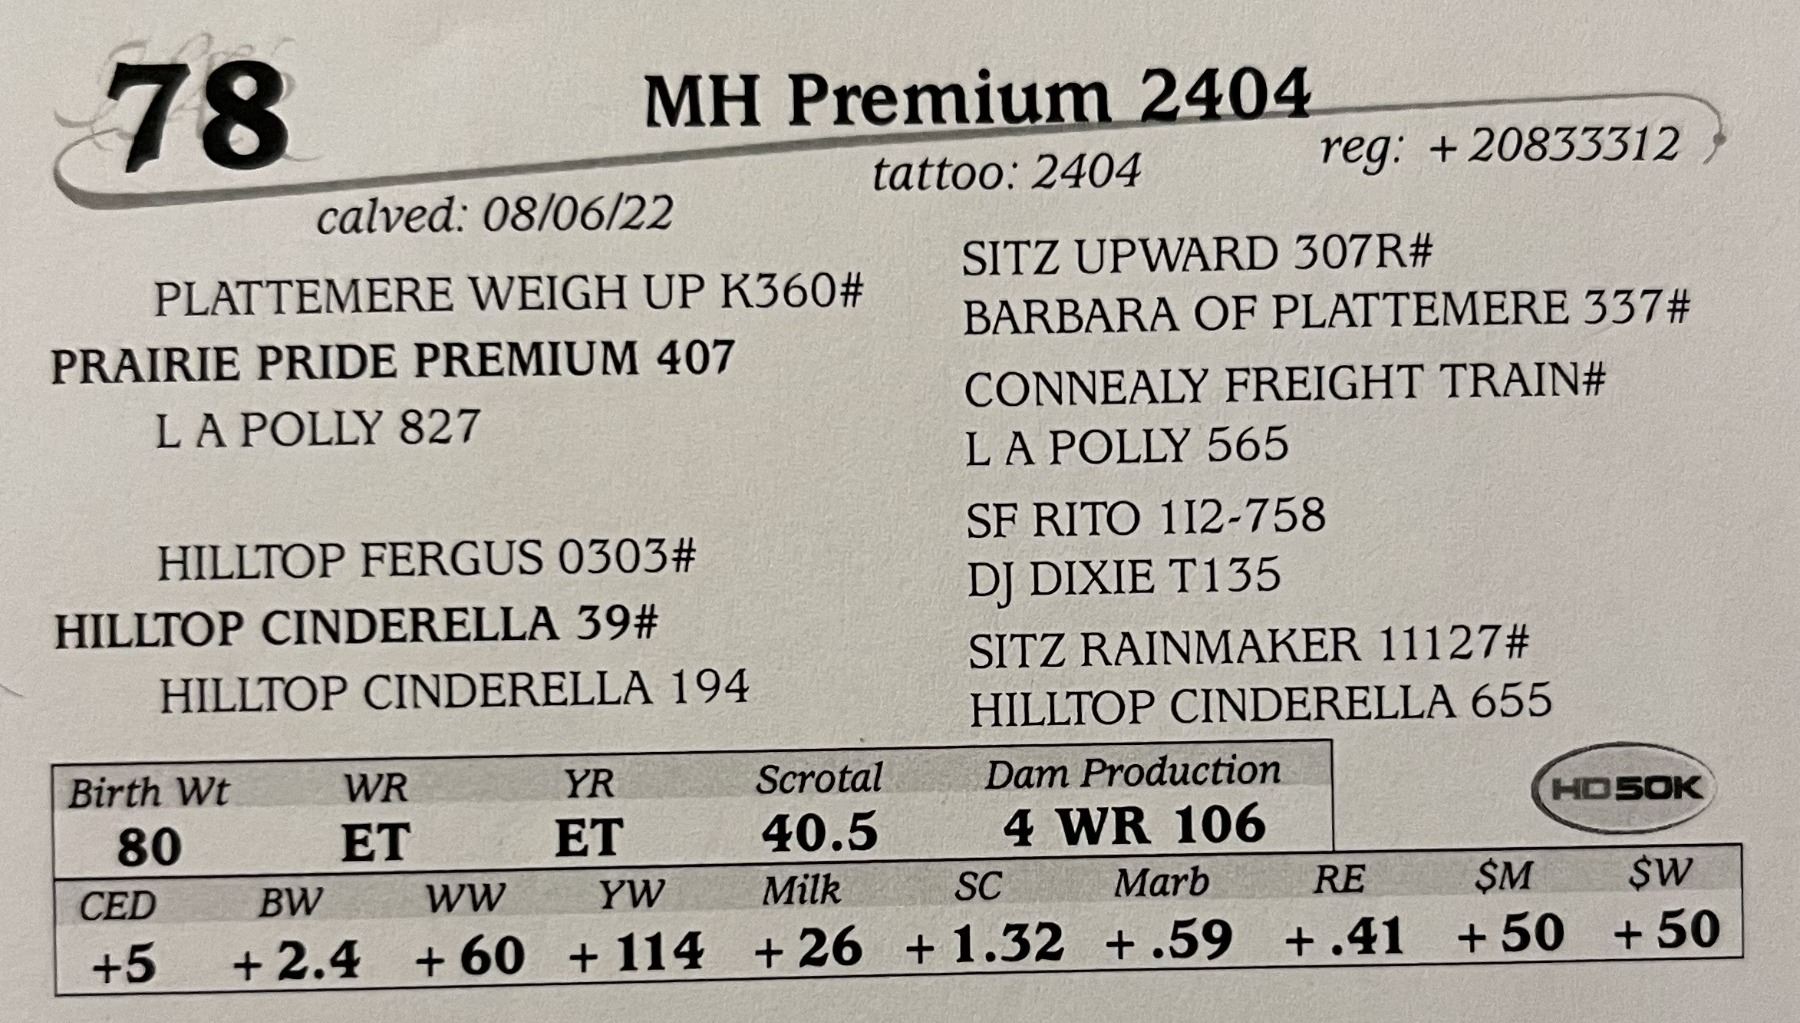 78
MH Premium 2404
calved: 08/06/22
tattoo: 2404
reg: +20833312
PLATTEMERE WEIGH UP K360#
PRAIRIE PRIDE PREMIUM 407
L A POLLY 827
SITZ UPWARD 307R#
BARBARA OF PLATTEMERE 337#
CONNEALY FREIGHT TRAIN#
L A POLLY 565
HILLTOP FERGUS 0303#
HILLTOP CINDERELLA 39#
HILLTOP CINDERELLA 194
SF RITO 1I2-758
DJ DIXIE T135
SITZ RAINMAKER 11127#
HILLTOP CINDERELLA 655
Birth Wt WR YR Scrotal Dam Production
80 ET ET 40.5 4 WR 106
HD50K
CED BW WW YW Milk SC Marb RE $M $W
+5 +2.4 +60 +114 +26 +1.32 +.59 +.41 +50 +50